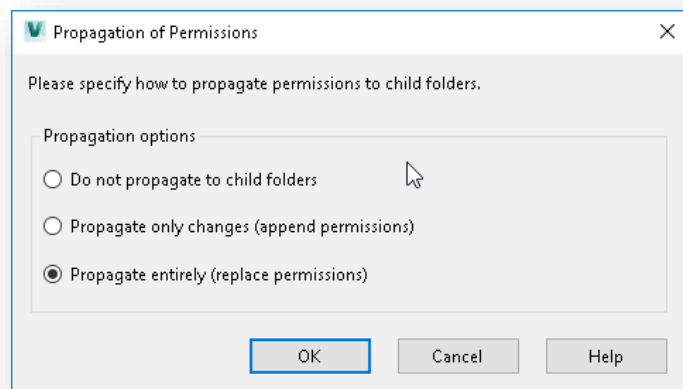 Propagation of Permissions
Please specify how to propagate permissions to child folders.
Propagation options
Do not propagate to child folders
Propagate only changes (append permissions)
Propagate entirely (replace permissions)
OK Cancel Help